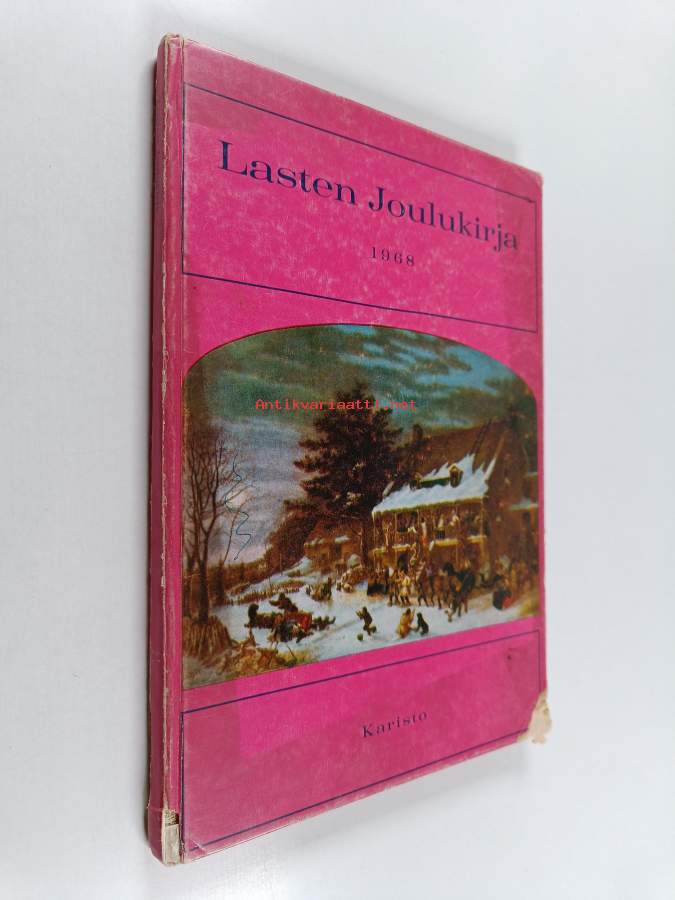 Lasten Joulukirja
1968
Antikvariaatti.net
Karisto